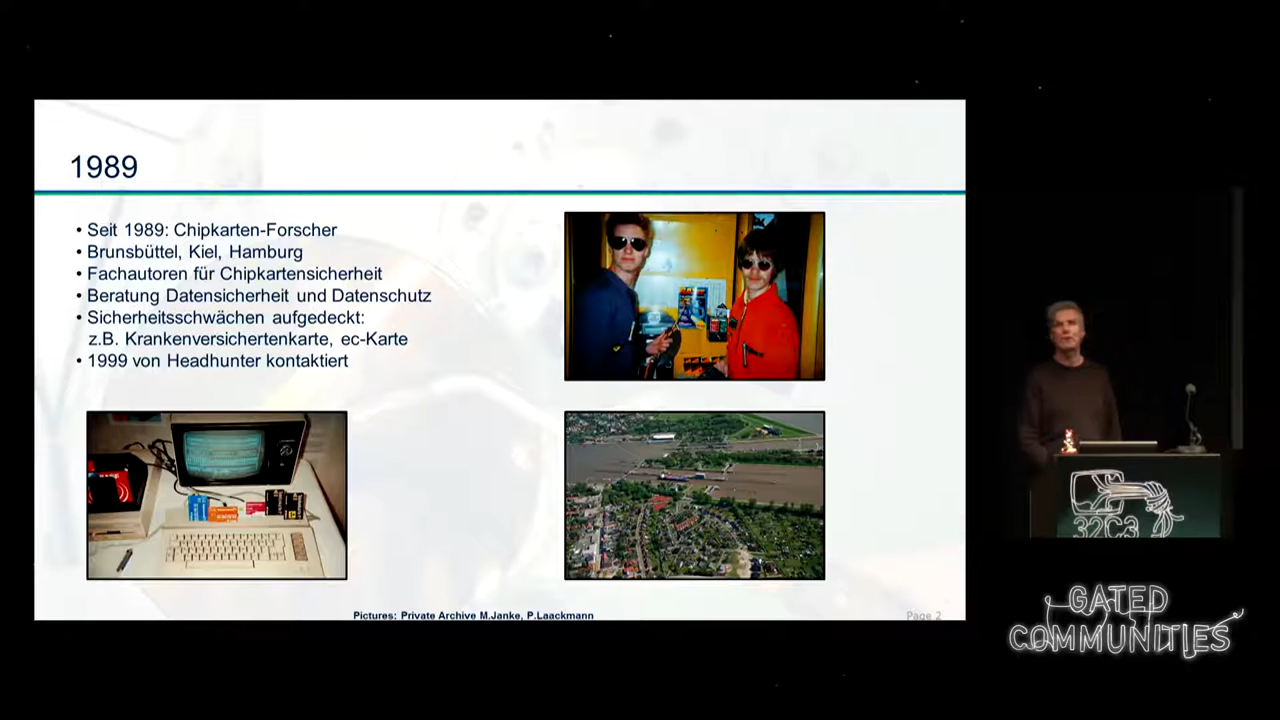 1989
• Seit 1989: Chipkarten-Forscher
• Brunsbüttel, Kiel, Hamburg
• Fachautoren für Chipkartensicherheit
• Beratung Datensicherheit und Datenschutz
• Sicherheitsschwächen aufgedeckt:
z.B. Krankenversichertenkarte, ec-Karte
• 1999 von Headhunter kontaktiert
Pictures: Private Archive M.Janke, P.Laackmann
Page 2
32C3
GATED
COMMUNITIES